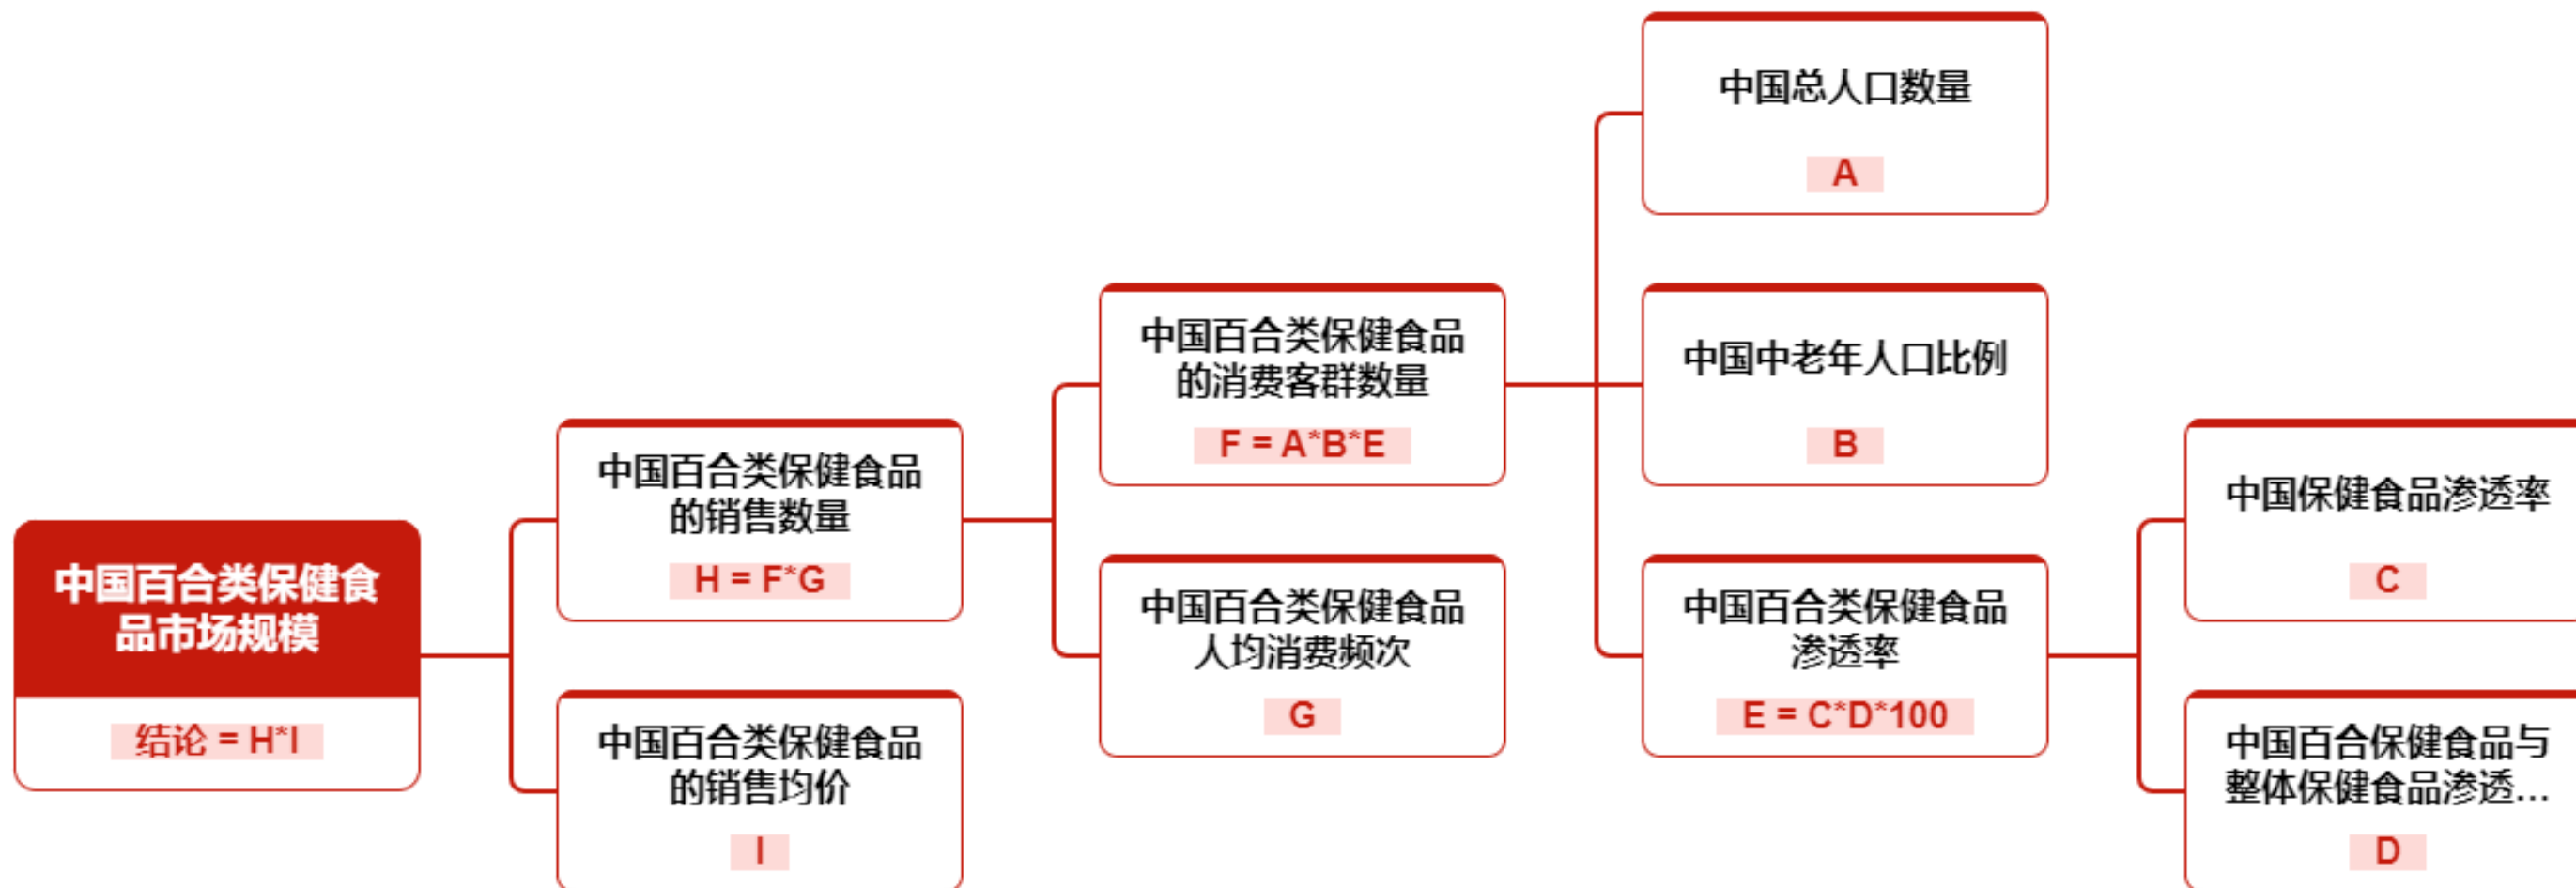 中国百合类保健食
品市场规模
结论 = H*I
中国百合类保健食品
的销售数量
H = F*G
中国百合类保健食品
的销售均价
I
中国百合类保健食品
的消费客群数量
F = A*B*E
中国百合类保健食品
人均消费频次
G
中国总人口数量
A
中国中老年人口比例
B
中国百合类保健食品
渗透率
E = C*D*100
中国保健食品渗透率
C
中国百合保健食品与
整体保健食品渗透...
D